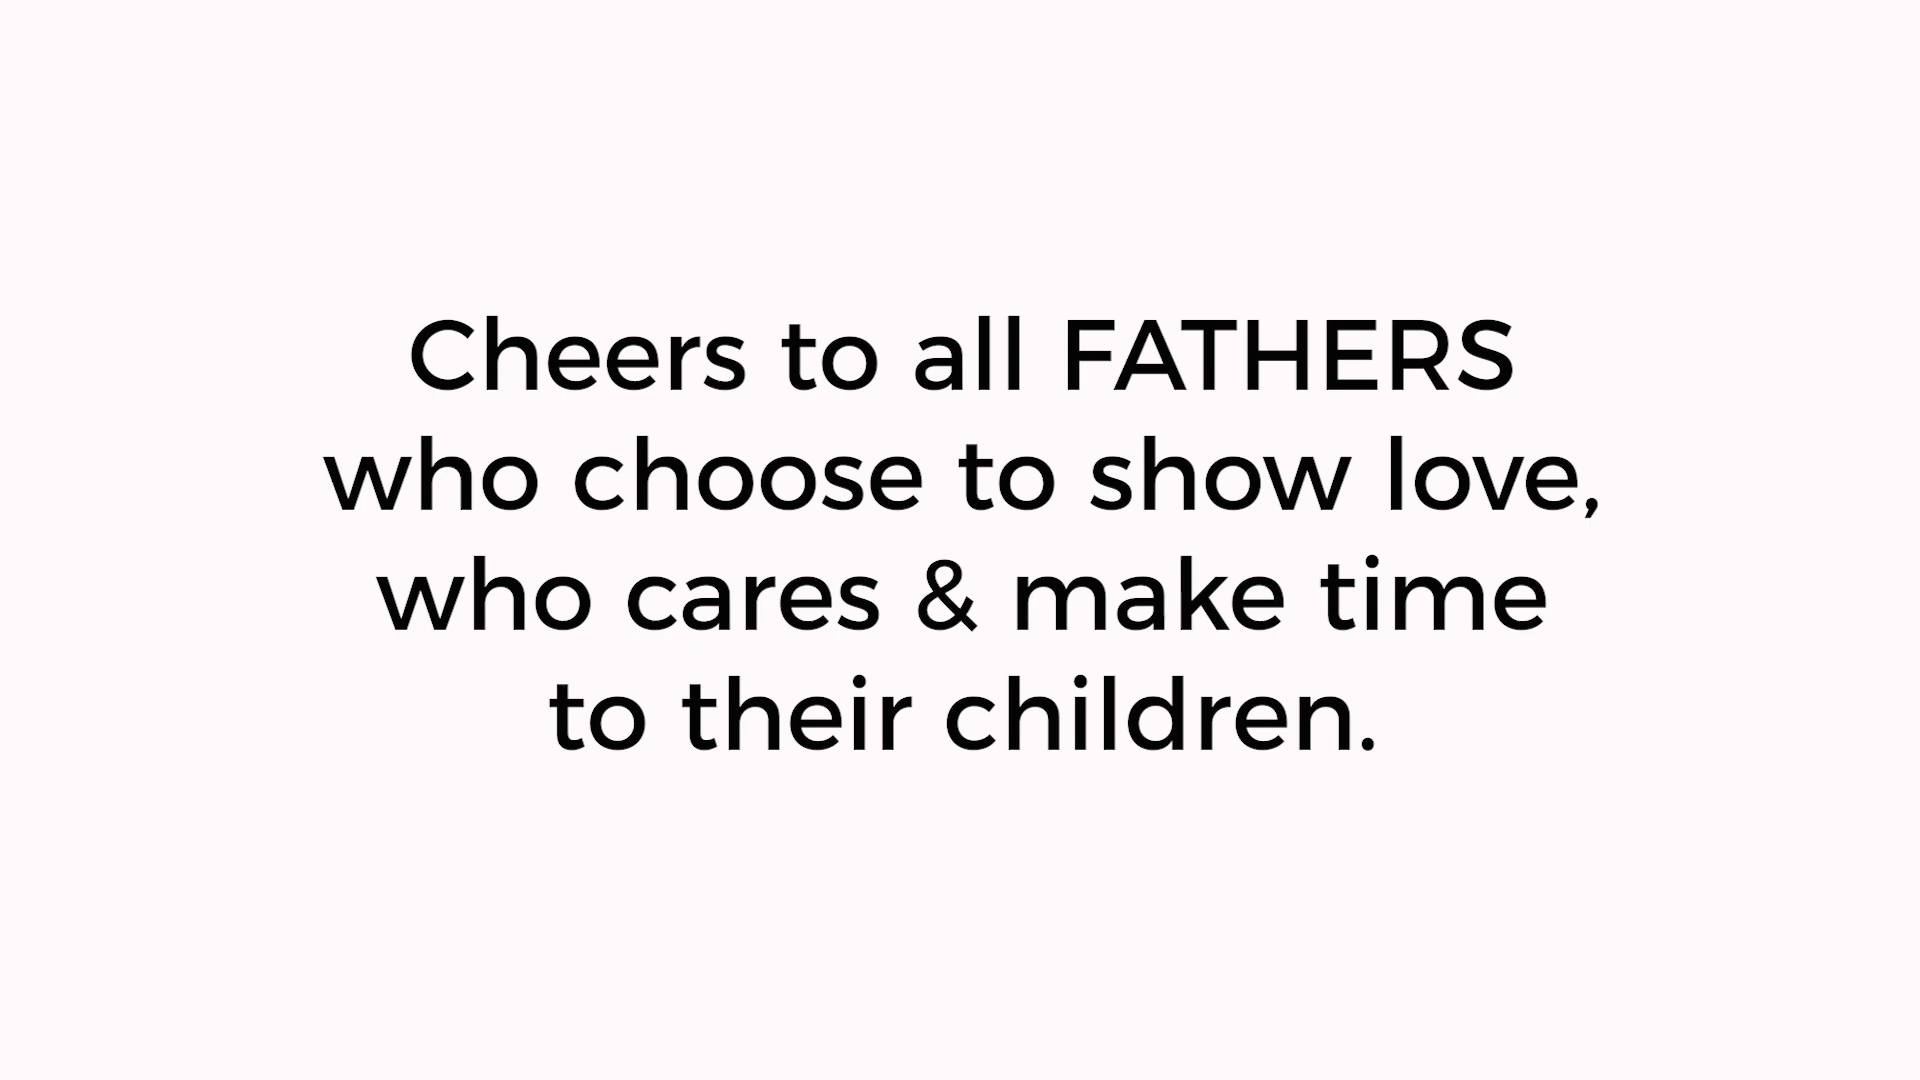 Cheers to all FATHERS
who choose to show love,
who cares & make time
to their children.